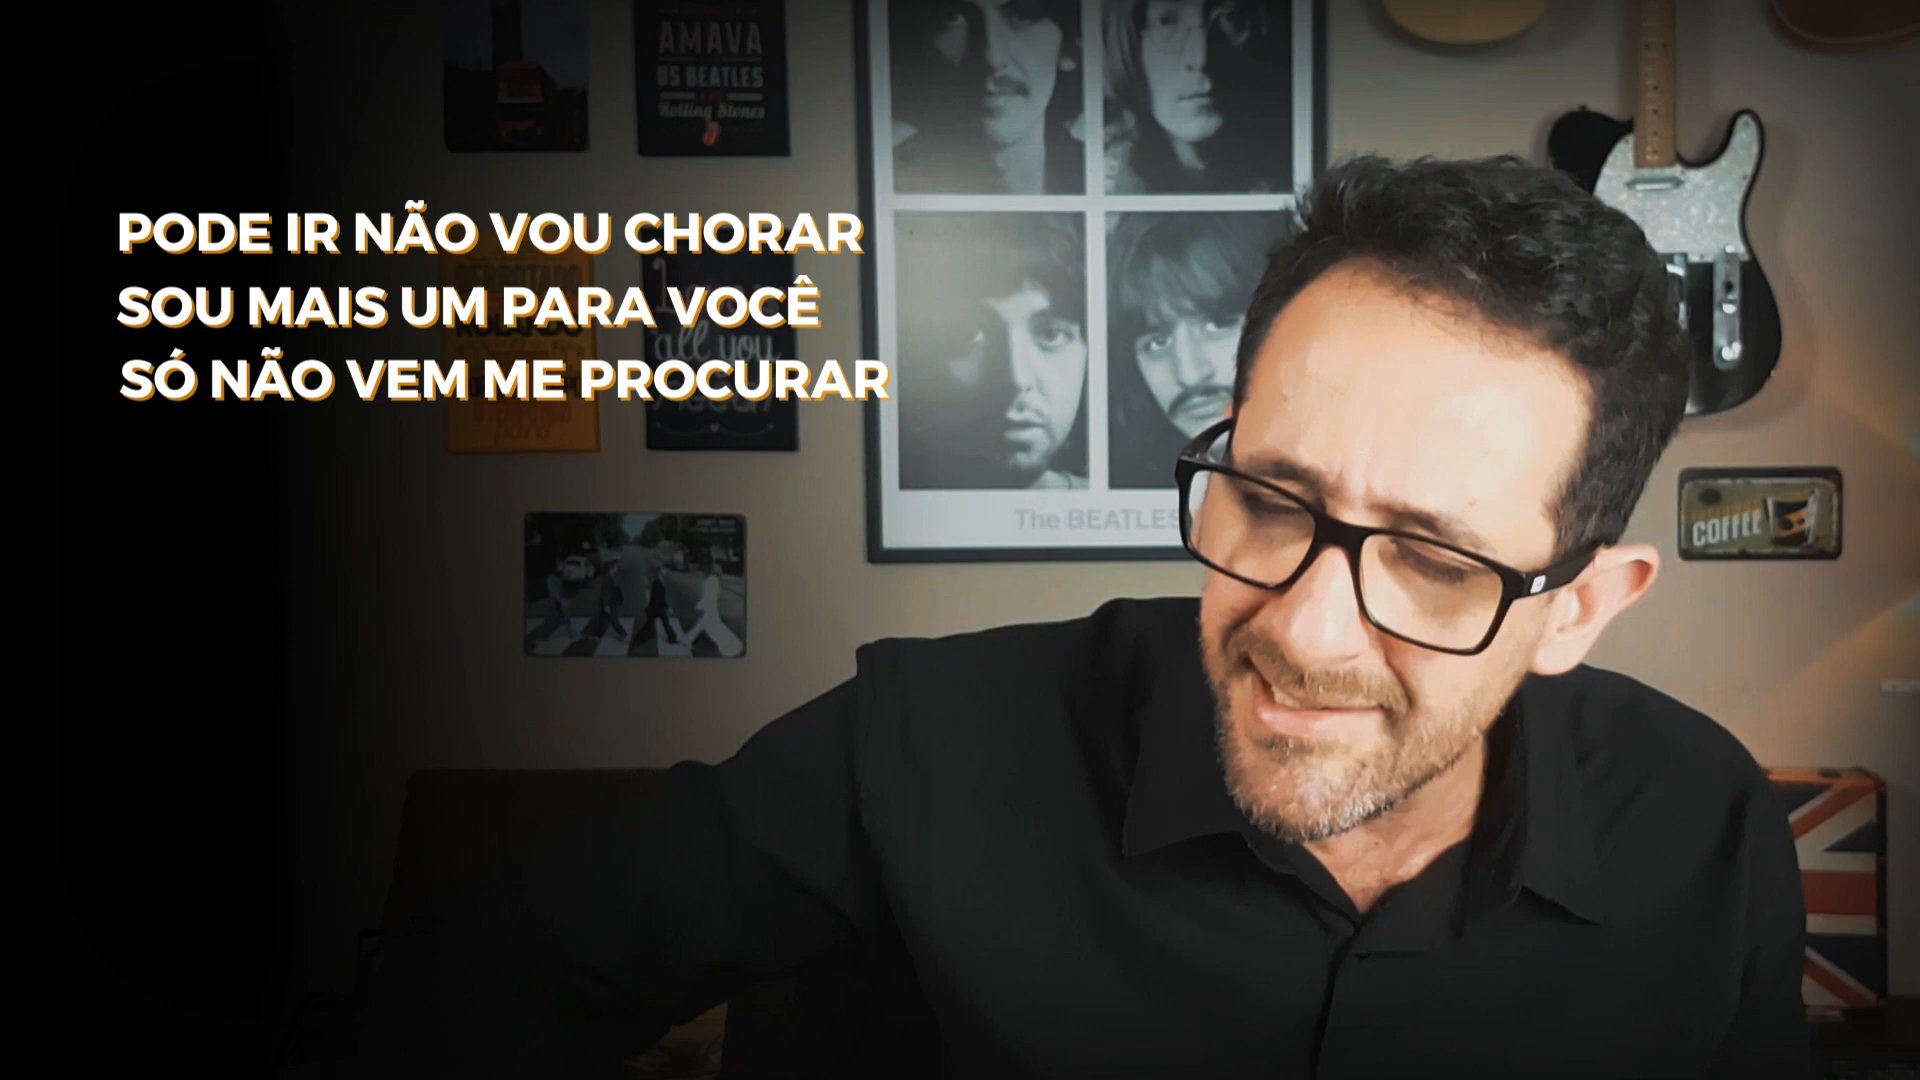 AMAVA
OS BEATLES
Rolling Stones
PODE IR NÃO VOU CHORAR
SOU MAIS UM PARA VOCÊ
SÓ NÃO VEM ME PROCURAR
all you
The BEATLES
COFFEE